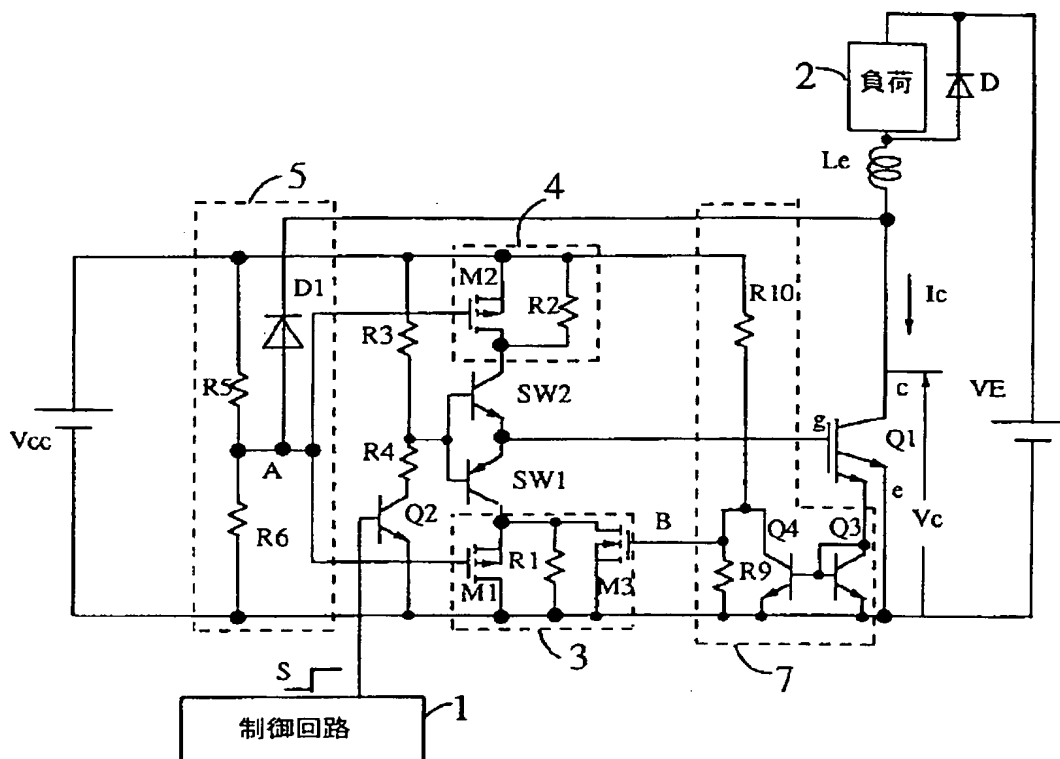 2
負荷
D
Le
5
4
D1
M2
R2
R10
Ic
R3
R5
SW2
c
VE
Vcc
g
Q1
A
R4
SW1
e
Q2
B
Q4
Q3
Vc
R6
R1
R9
M1
M3
3
7
S
1
制御回路